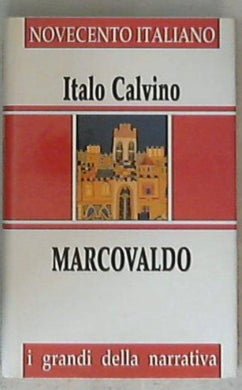 NOVECENTO ITALIANO
Italo Calvino
MARCOVALDO
i grandi della narrativa